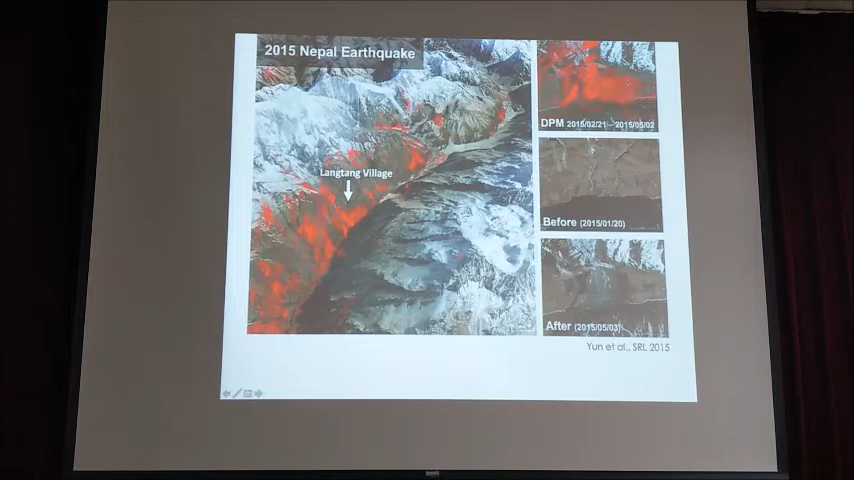 2015 Nepal Earthquake
Langtang Village
DPM 2015/02/21 - 2015/05/02
Before (2015/01/20)
After (2015/05/03)
Yun et al., SRL 2015